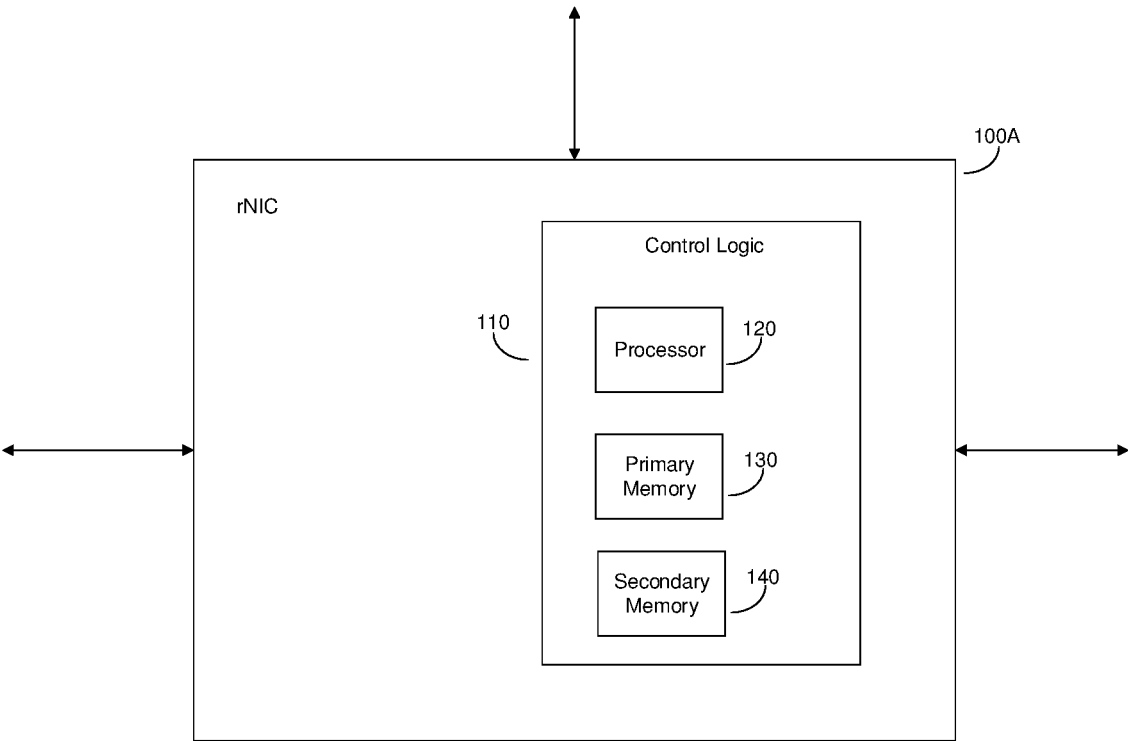 100A
rNIC
Control Logic
110
120
Processor
130
Primary
Memory
140
Secondary
Memory